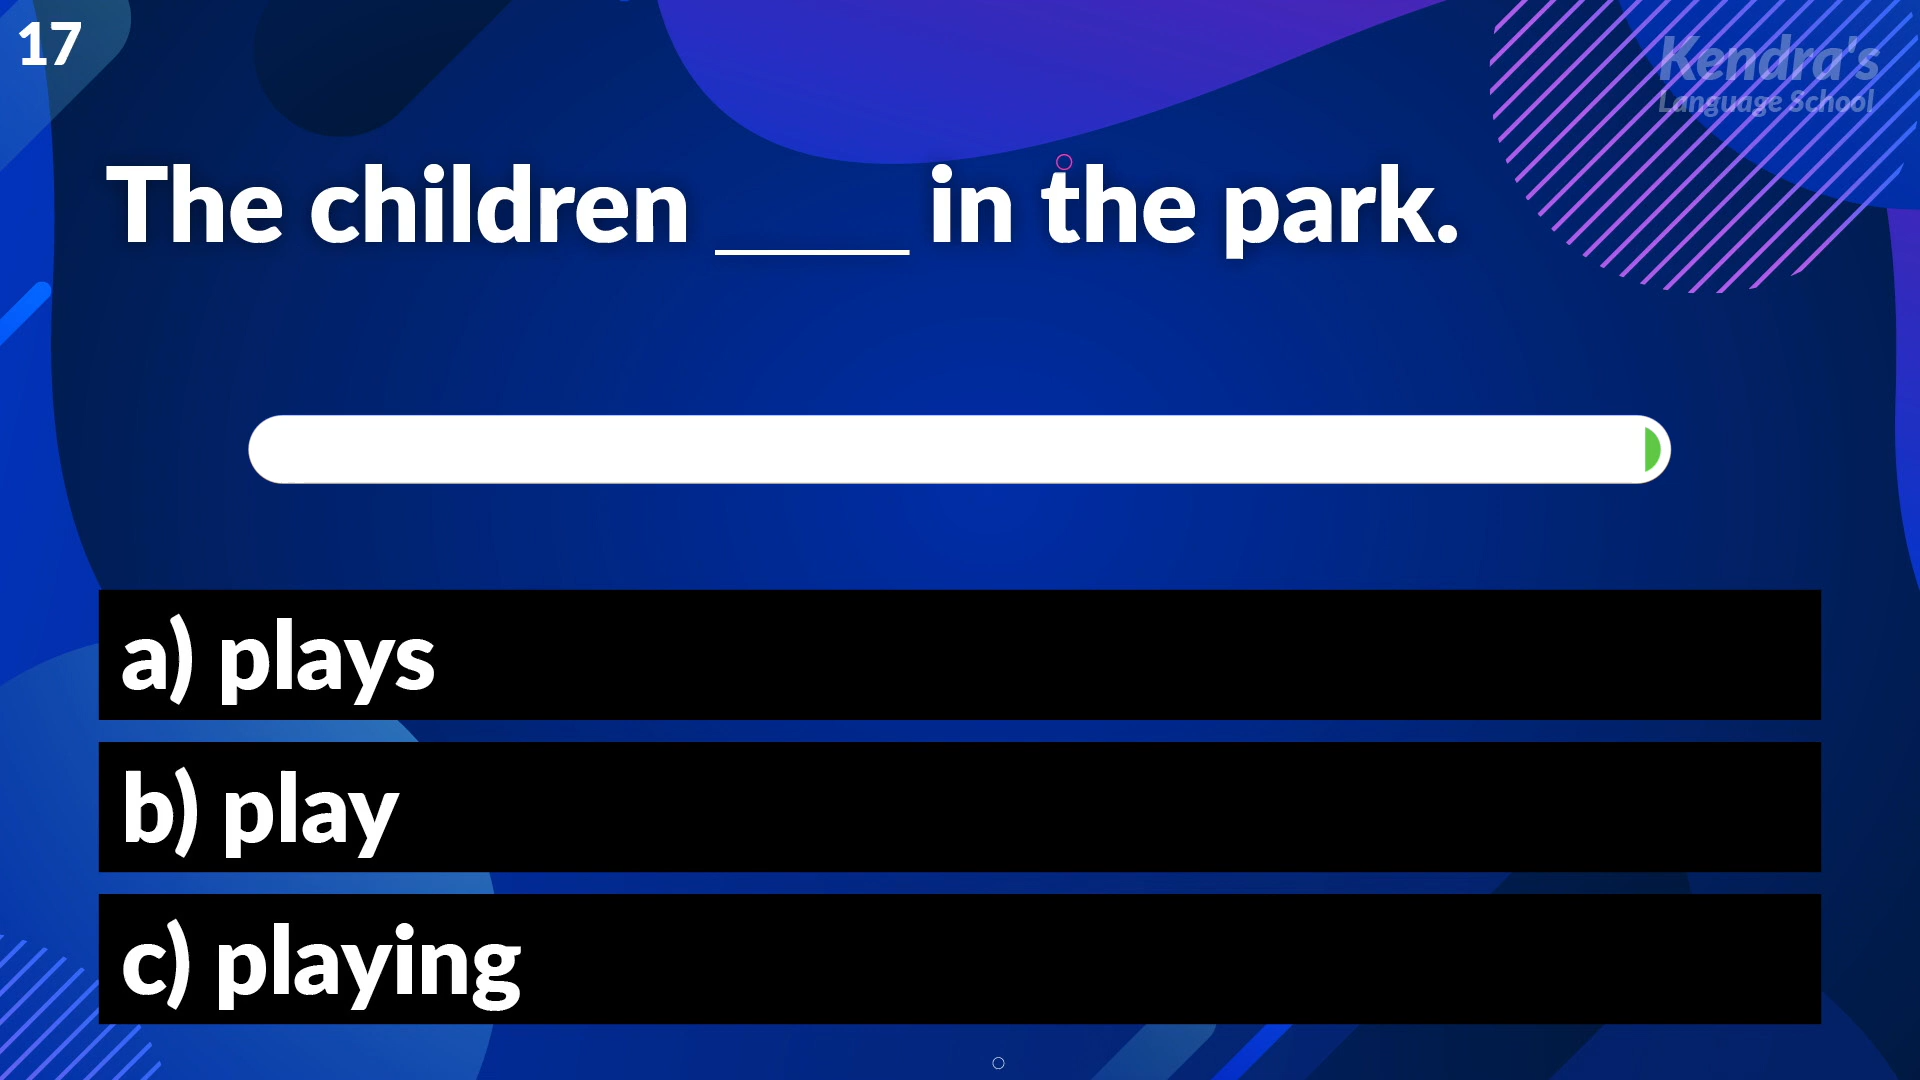 17
Kendra's
Language School
The children ____ in the park.
a) plays
b) play
c) playing